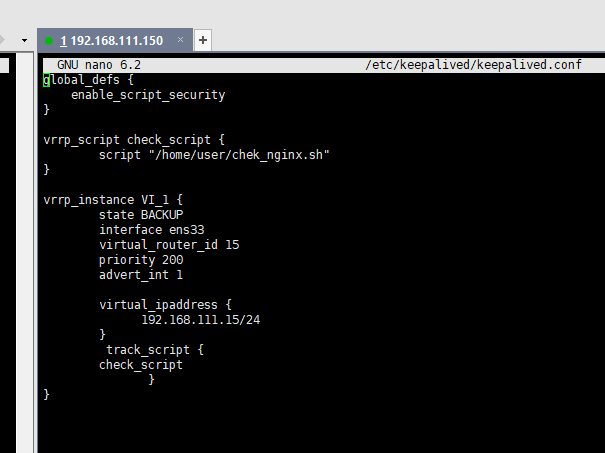 1 192.168.111.150 × +
GNU nano 6.2 /etc/keepalived/keepalived.conf
global_defs {
enable_script_security
}
vrrp_script check_script {
script "/home/user/chek_nginx.sh"
}
vrrp_instance VI_1 {
state BACKUP
interface ens33
virtual_router_id 15
priority 200
advert_int 1
virtual_ipaddress {
192.168.111.15/24
}
track_script {
check_script
}
}